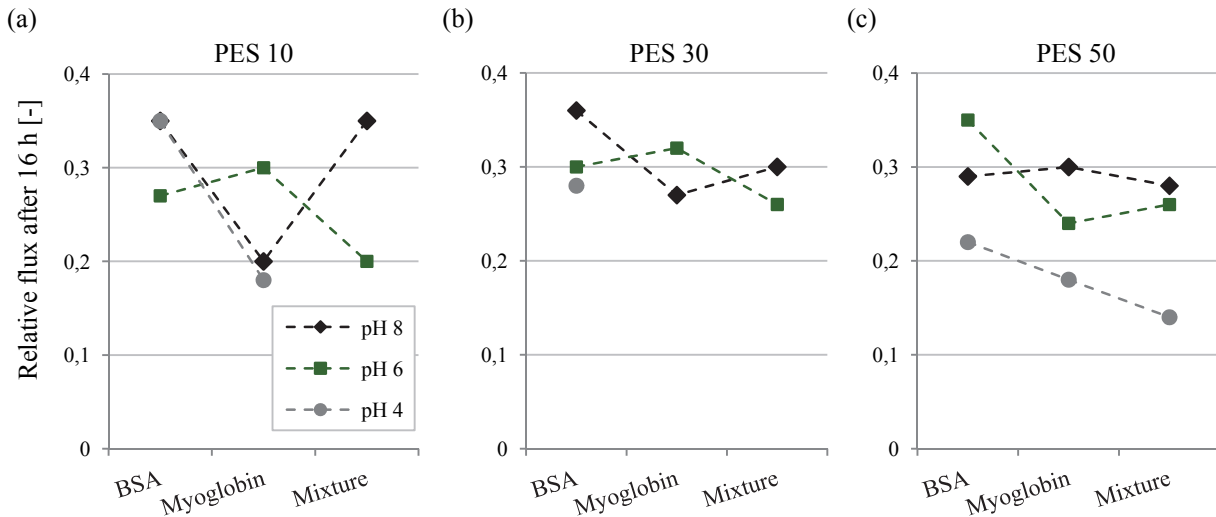 (a)
(b)
(c)
PES 10
PES 30
PES 50
Relative flux after 16 h [-]
0,4
0,3
0,2
0,1
0
pH 8
pH 6
pH 4
BSA
Myoglobin
Mixture
0,4
0,3
0,2
0,1
0
BSA
Myoglobin
Mixture
0,4
0,3
0,2
0,1
0
BSA
Myoglobin
Mixture